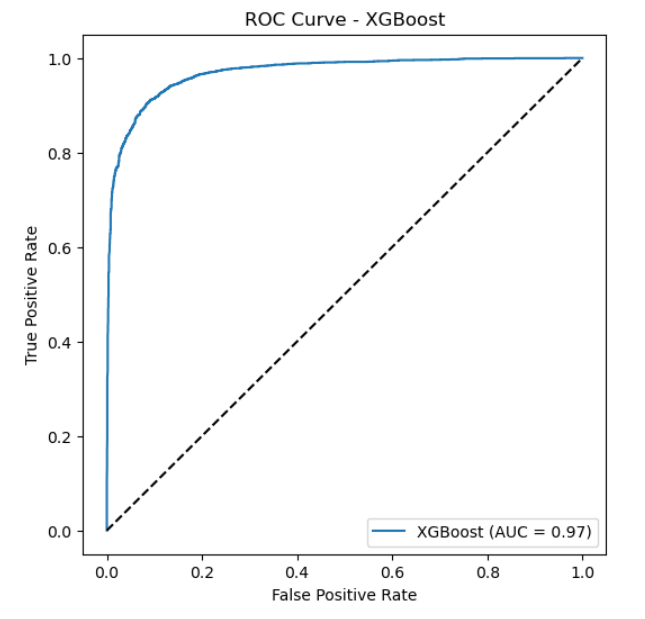 ROC Curve - XGBoost
1.0
0.8
0.6
0.4
0.2
0.0
True Positive Rate
XGBoost (AUC = 0.97)
0.0 0.2 0.4 0.6 0.8 1.0
False Positive Rate